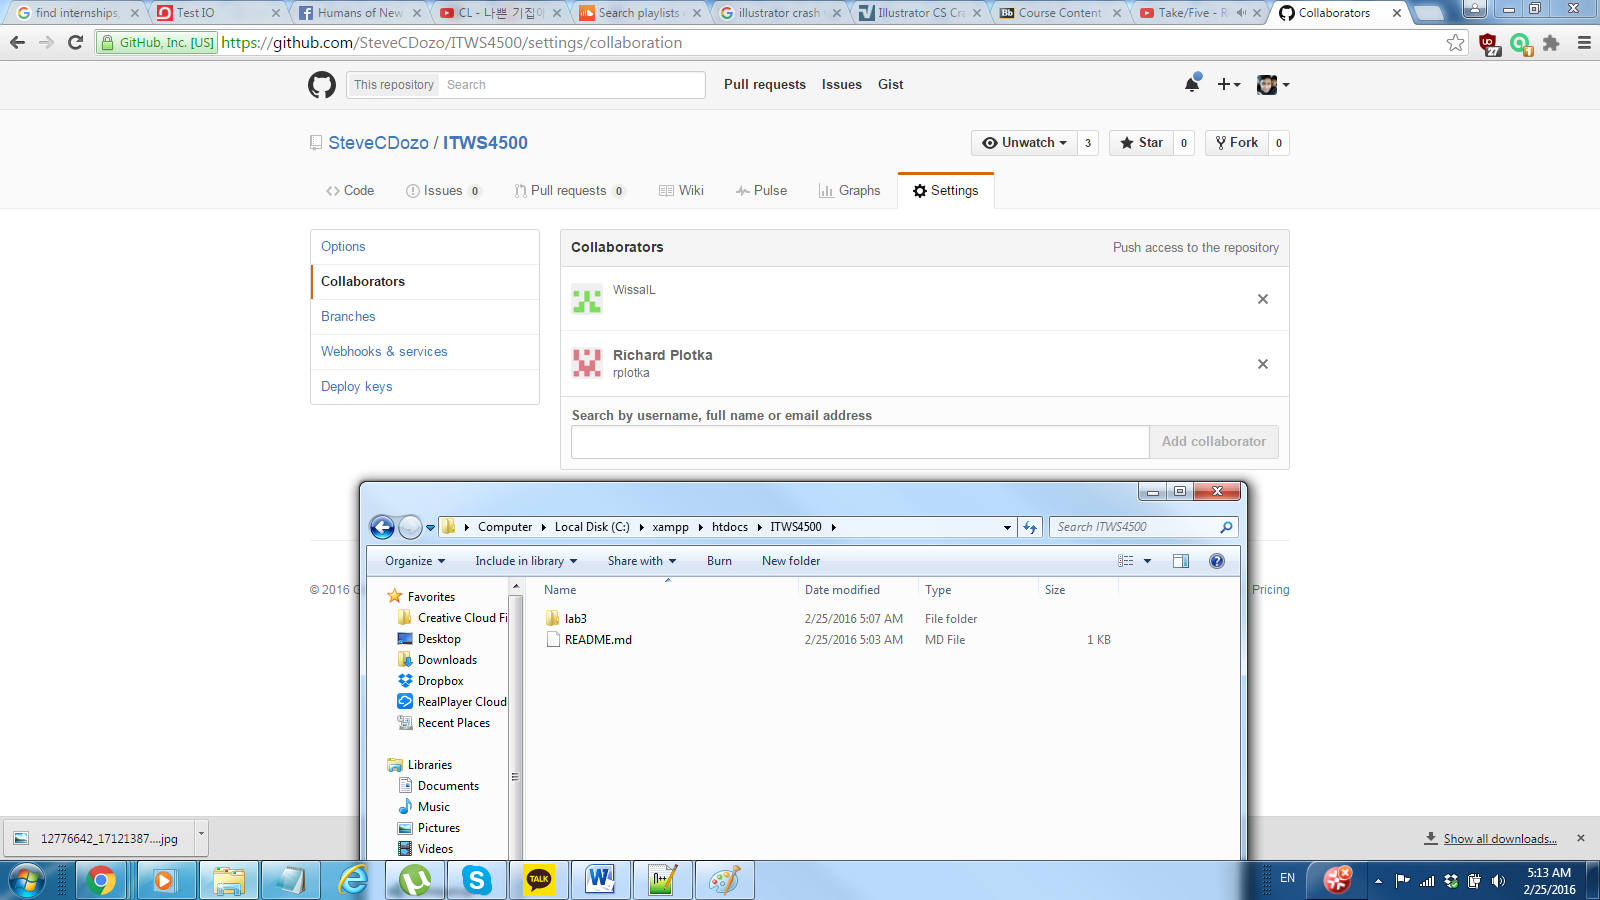 find internships,
Test IO
Humans of New
CL - 나쁜 기집애
Search playlists
illustrator crash
Illustrator CS Cra
Course Content
Take/Five - R
Collaborators
GitHub, Inc. [US]
https://github.com/SteveCDozo/ITWS4500/settings/collaboration
27
1
This repository
Search
Pull requests
Issues
Gist
SteveCDozo / ITWS4500
Unwatch
3
Star
0
Fork
0
Code
Issues 0
Pull requests 0
Wiki
Pulse
Graphs
Settings
Options
Collaborators
Branches
Webhooks & services
Deploy keys
Collaborators
Push access to the repository
WissalL
Richard Plotka
rplotka
Search by username, full name or email address
Add collaborator
© 2016 G
Pricing
Computer
Local Disk (C:)
xampp
htdocs
ITWS4500
Search ITWS4500
Organize
Include in library
Share with
Burn
New folder
Name
Date modified
Type
Size
lab3
2/25/2016 5:07 AM
File folder
README.md
2/25/2016 5:03 AM
MD File
1 KB
Favorites
Creative Cloud Fi
Desktop
Downloads
Dropbox
RealPlayer Cloud
Recent Places
Libraries
Documents
Music
Pictures
Videos
12776642_17121387....jpg
Show all downloads...
TALK
EN
5:13 AM
2/25/2016